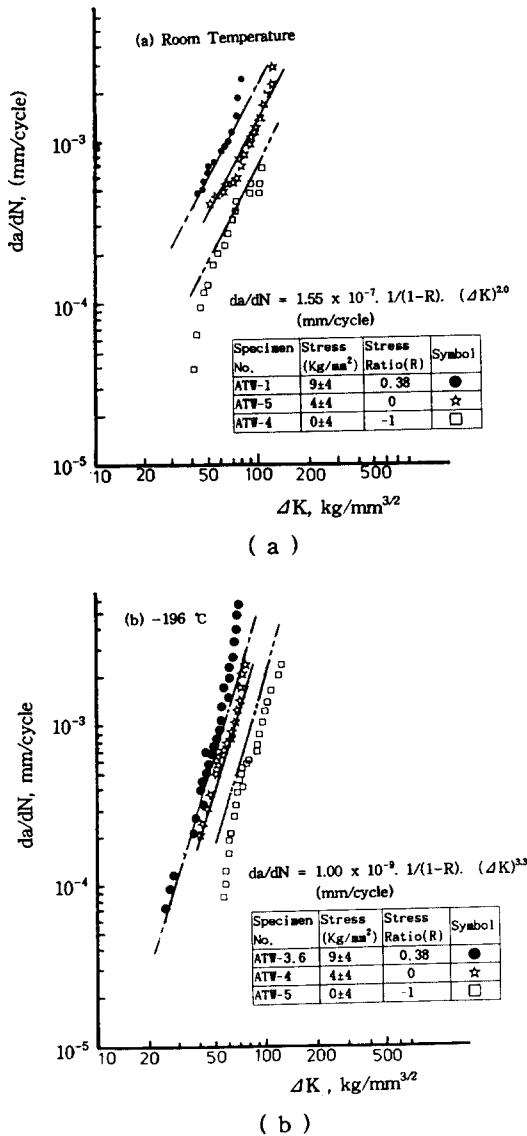 (a) Room Temperature
da/dN, (mm/cycle)
10⁻³
10⁻⁴
10⁻⁵
da/dN = 1.55 x 10⁻⁷. 1/(1-R). (ΔK)²·⁰
(mm/cycle)
Specimen No. Stress (Kg/mm²) Stress Ratio(R) Symbol
ATW-1 9±4 0.38 ●
ATW-5 4±4 0 ☆
ATW-4 0±4 -1 □
10 20 50 100 500
ΔK, kg/mm³/²
( a )
(b) -196 ℃
da/dN, mm/cycle
10⁻³
10⁻⁴
10⁻⁵
da/dN = 1.00 x 10⁻⁹. 1/(1-R). (ΔK)³·³
(mm/cycle)
Specimen No. Stress (Kg/mm²) Stress Ratio(R) Symbol
ATW-3.6 9±4 0.38 ●
ATW-4 4±4 0 ☆
ATW-5 0±4 -1 □
10 20 50 100 500
ΔK, kg/mm³/²
( b )